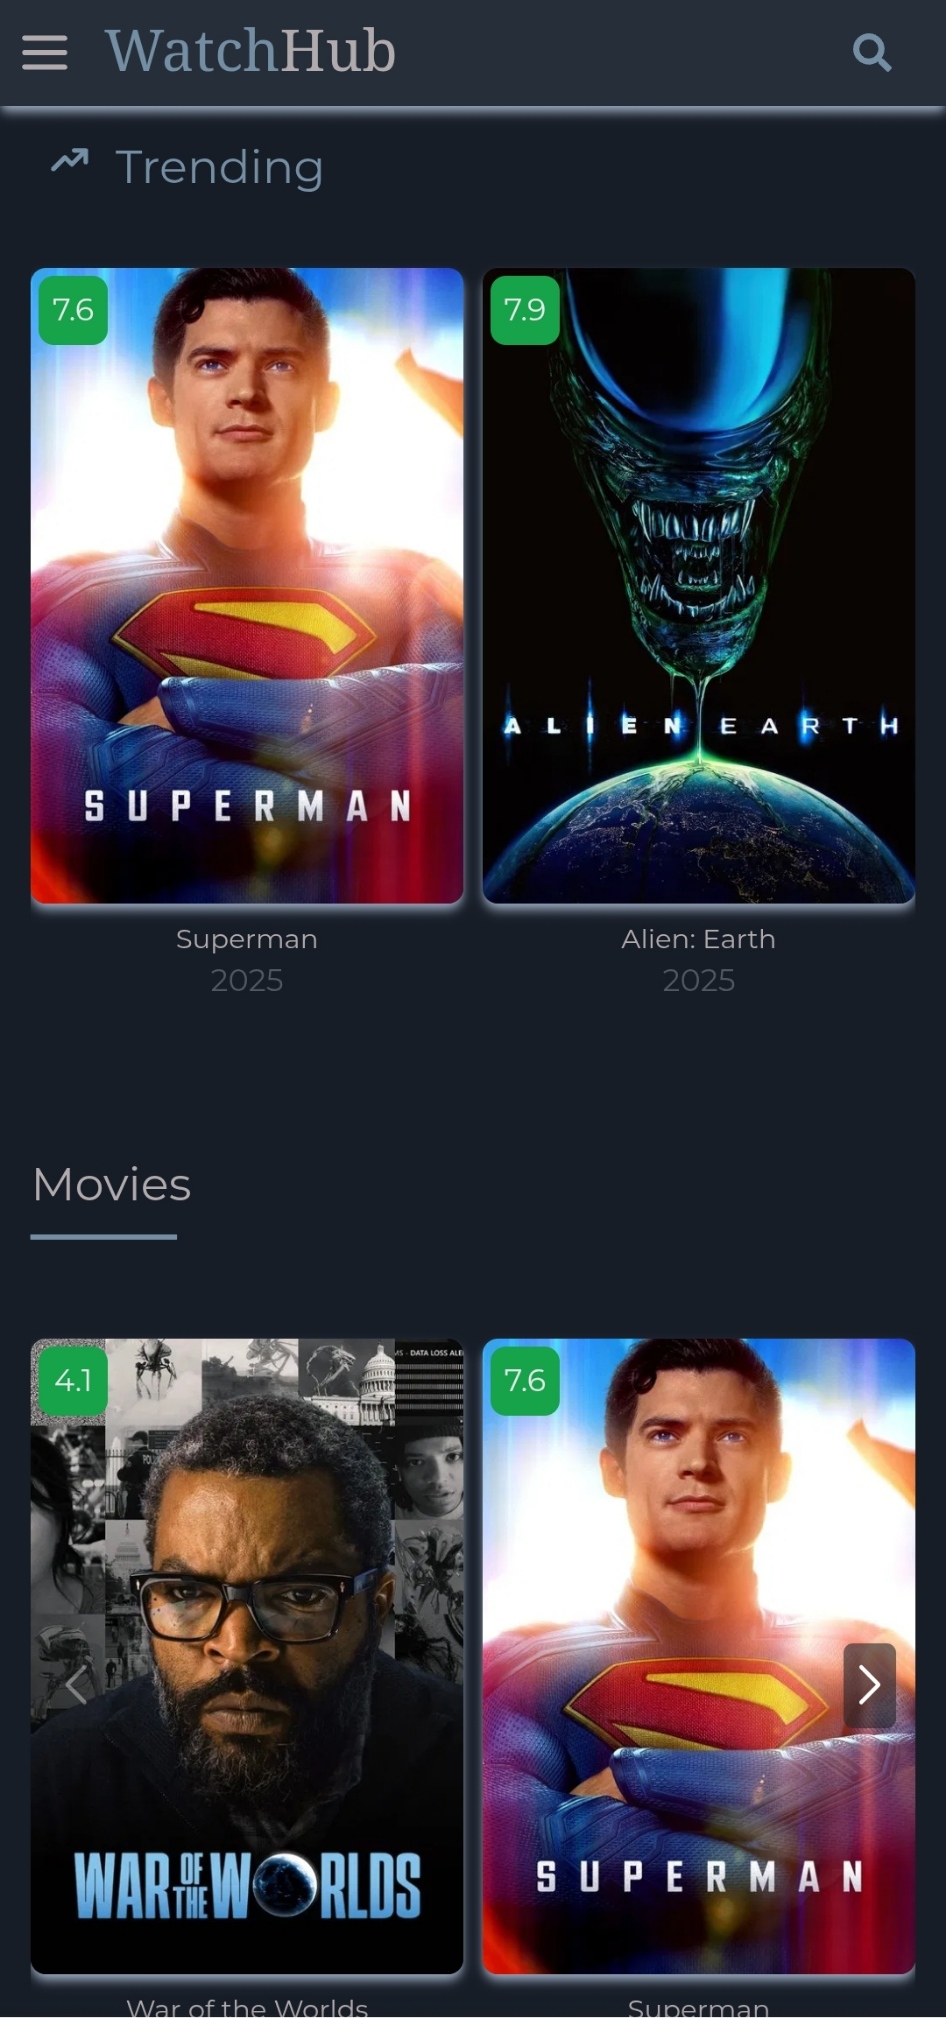 WatchHub
Trending
7.6
7.9
SUPERMAN
ALIEN EARTH
Superman
Alien: Earth
2025
2025
Movies
4.1
MS - DATA LOSS ALE
7.6
WAR OF THE WORLDS
SUPERMAN
War of the Worlds
Superman